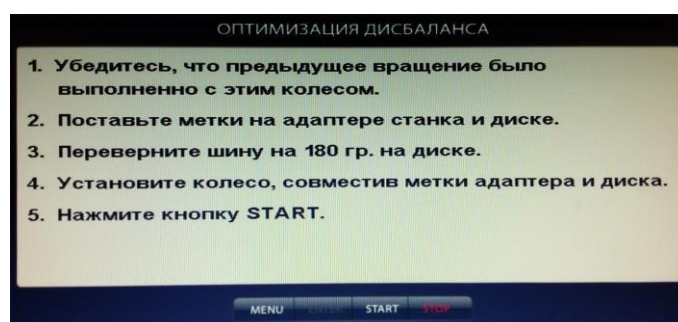 ОПТИМИЗАЦИЯ ДИСБАЛАНСА
1. Убедитесь, что предыдущее вращение было
выполненно с этим колесом.
2. Поставьте метки на адаптере станка и диске.
3. Переверните шину на 180 гр. на диске.
4. Установите колесо, совместив метки адаптера и диска.
5. Нажмите кнопку START.
MENU ENTER START STOP